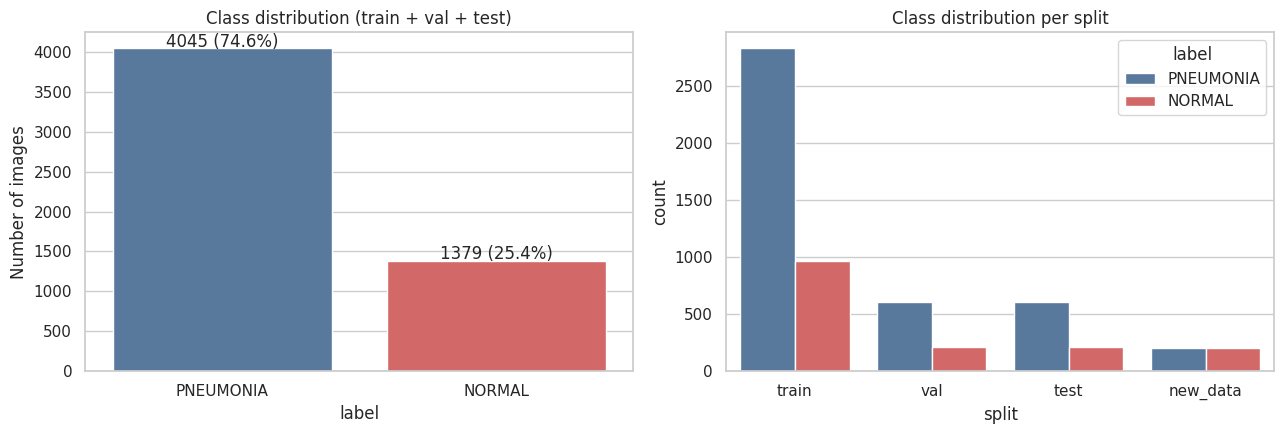 Class distribution (train + val + test)
Number of images
4000
3500
3000
2500
2000
1500
1000
500
0
4045 (74.6%)
1379 (25.4%)
PNEUMONIA NORMAL
label
Class distribution per split
count
2500
2000
1500
1000
500
0
label
PNEUMONIA
NORMAL
train val test new_data
split